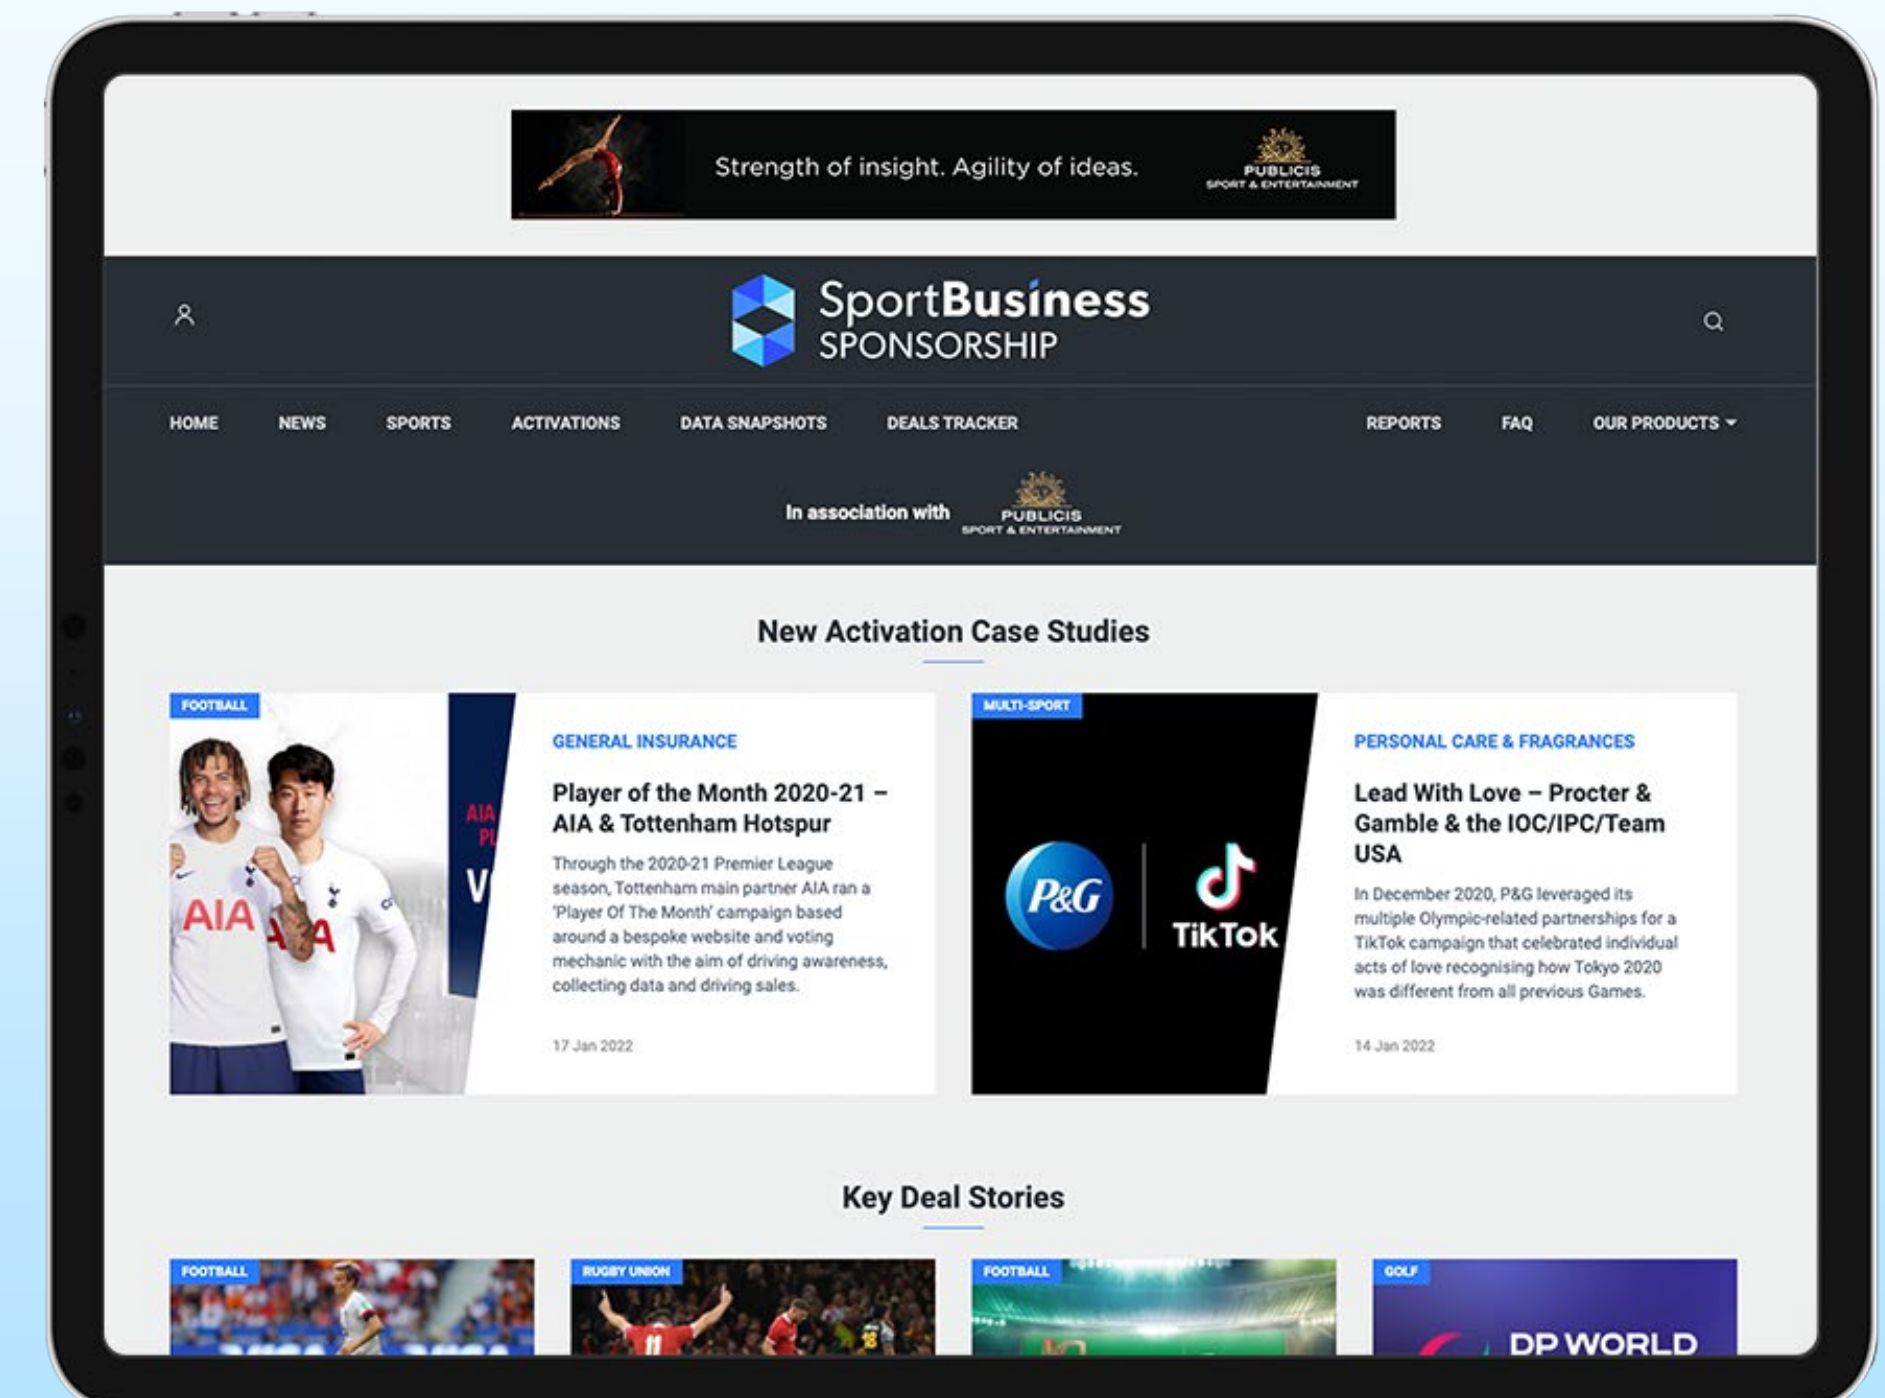 Strength of insight. Agility of ideas.
PUBLICIS
SPORT & ENTERTAINMENT
SportBusiness
SPONSORSHIP
HOME NEWS SPORTS ACTIVATIONS DATA SNAPSHOTS DEALS TRACKER REPORTS FAQ OUR PRODUCTS
In association with
PUBLICIS
SPORT & ENTERTAINMENT
New Activation Case Studies
FOOTBALL
AIA
PL
V
AIA
AIA
GENERAL INSURANCE
Player of the Month 2020-21 –
AIA & Tottenham Hotspur
Through the 2020-21 Premier League
season, Tottenham main partner AIA ran a
'Player Of The Month' campaign based
around a bespoke website and voting
mechanic with the aim of driving awareness,
collecting data and driving sales.
17 Jan 2022
MULTI-SPORT
P&G
TikTok
PERSONAL CARE & FRAGRANCES
Lead With Love – Procter &
Gamble & the IOC/IPC/Team
USA
In December 2020, P&G leveraged its
multiple Olympic-related partnerships for a
TikTok campaign that celebrated individual
acts of love recognising how Tokyo 2020
was different from all previous Games.
14 Jan 2022
Key Deal Stories
FOOTBALL
RUGBY UNION
11
FOOTBALL
GOLF
DP WORLD